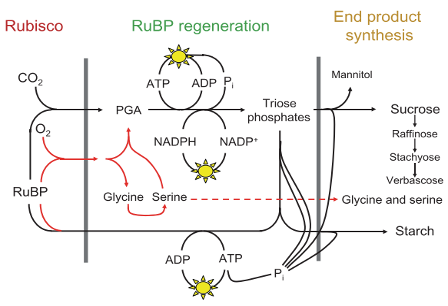 Rubisco
RuBP regeneration
End product
synthesis
CO2
ATP
ADP
Pi
Mannitol
PGA
Triose
phosphates
Sucrose
O2
NADPH
NADP+
Raffinose
Stachyose
Verbascose
RuBP
Glycine
Serine
Glycine and serine
Starch
ADP
ATP
Pi